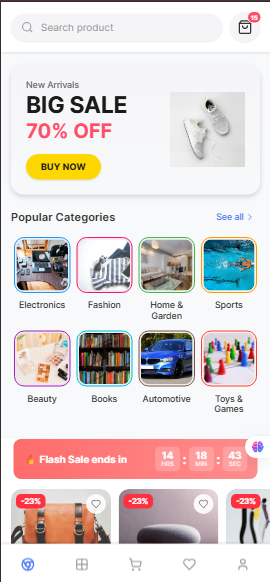 Search product
15
New Arrivals
BIG SALE
70% OFF
BUY NOW
Popular Categories
See all
Electronics
Fashion
Home &
Garden
Sports
Beauty
Books
Automotive
Toys &
Games
Flash Sale ends in
14 : 18 : 43
HRS MIN SEC
-23% -23% -23%